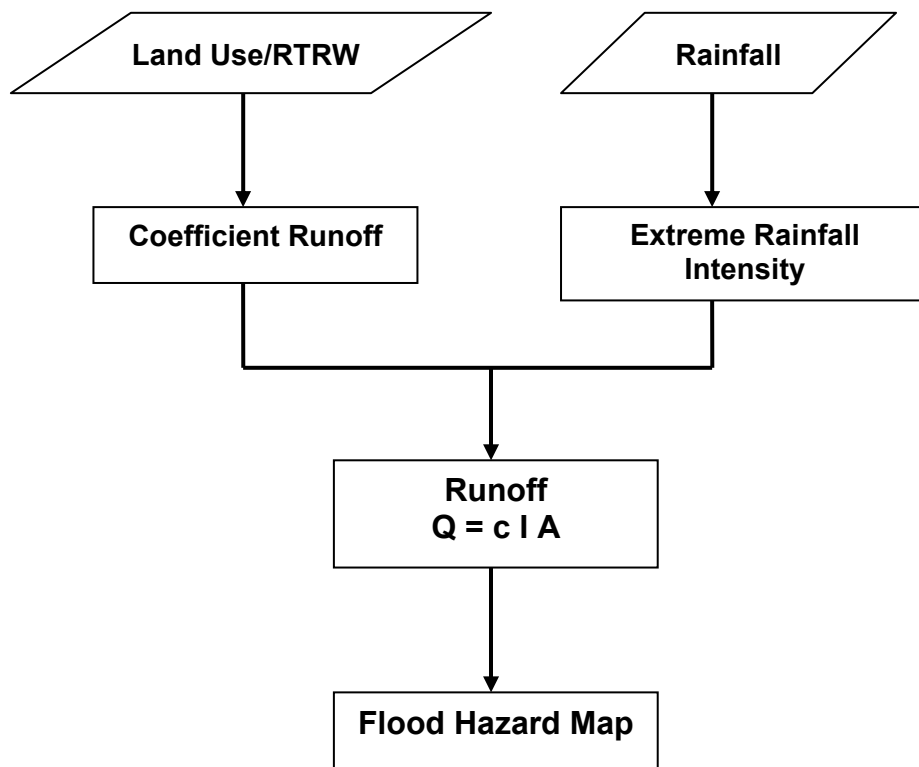 Land Use/RTRW
Rainfall
Coefficient Runoff
Extreme Rainfall
Intensity
Runoff
Q = c I A
Flood Hazard Map